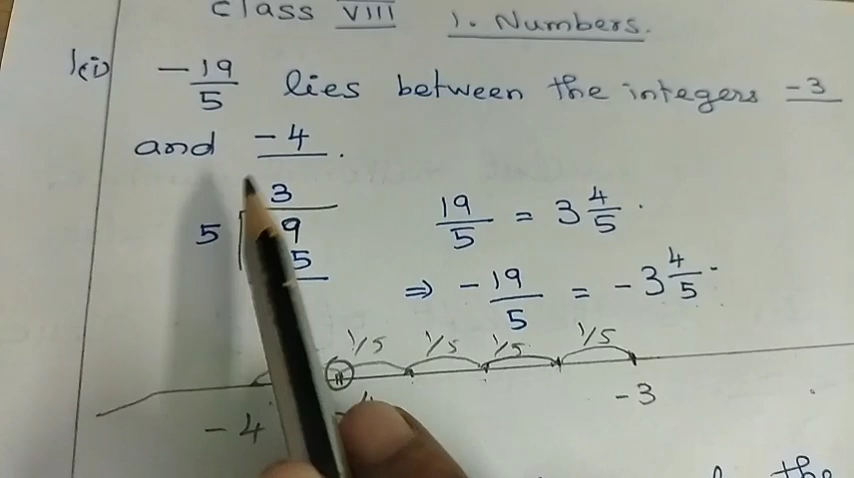 Class VIII 1. Numbers.
1(i) -19/5 lies between the integers -3
and -4.
3
5 9
5
19/5 = 3 4/5.
⇒ -19/5 = -3 4/5.
1/5 1/5 1/5 1/5
-4 -3
the